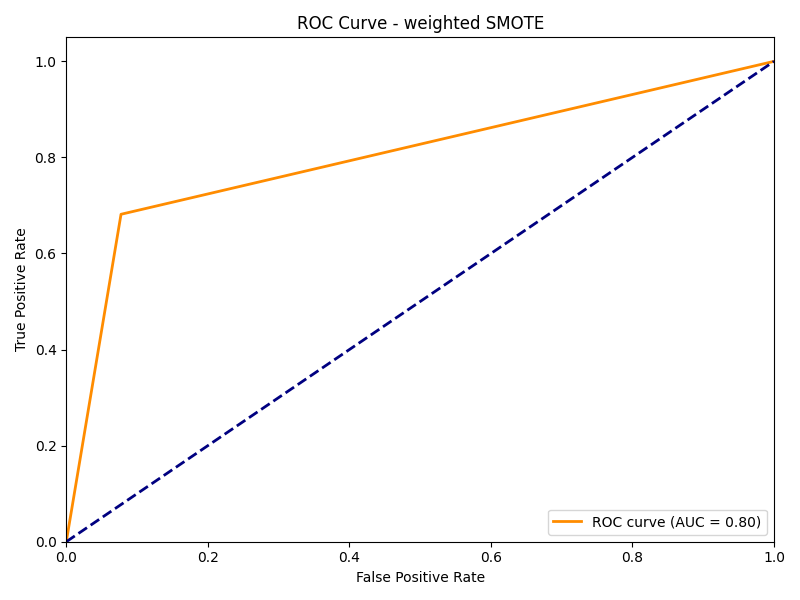 ROC Curve - weighted SMOTE
True Positive Rate
1.0
0.8
0.6
0.4
0.2
0.0
0.0 0.2 0.4 0.6 0.8 1.0
False Positive Rate
ROC curve (AUC = 0.80)